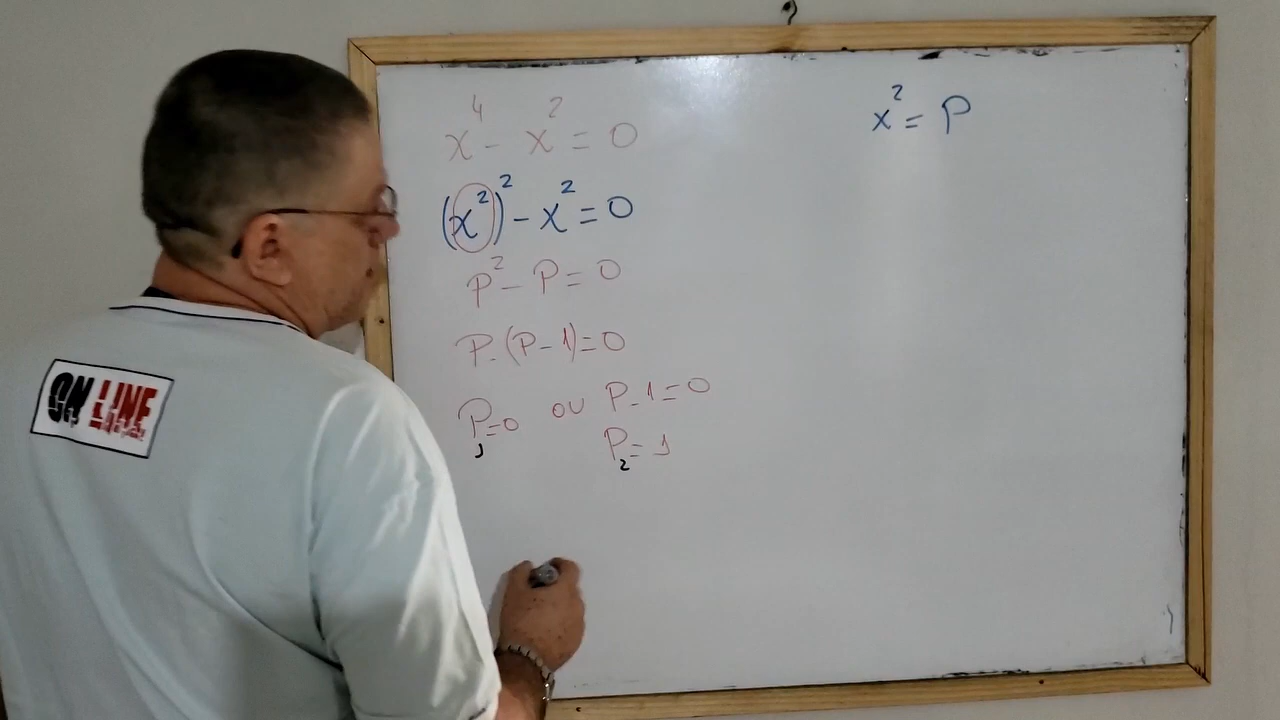 x⁴ - x² = 0
(x²)² - x² = 0
P² - P = 0
P.(P-1)=0
P₁=0 ou P-1=0
P₂=1
x² = P
ON LINE